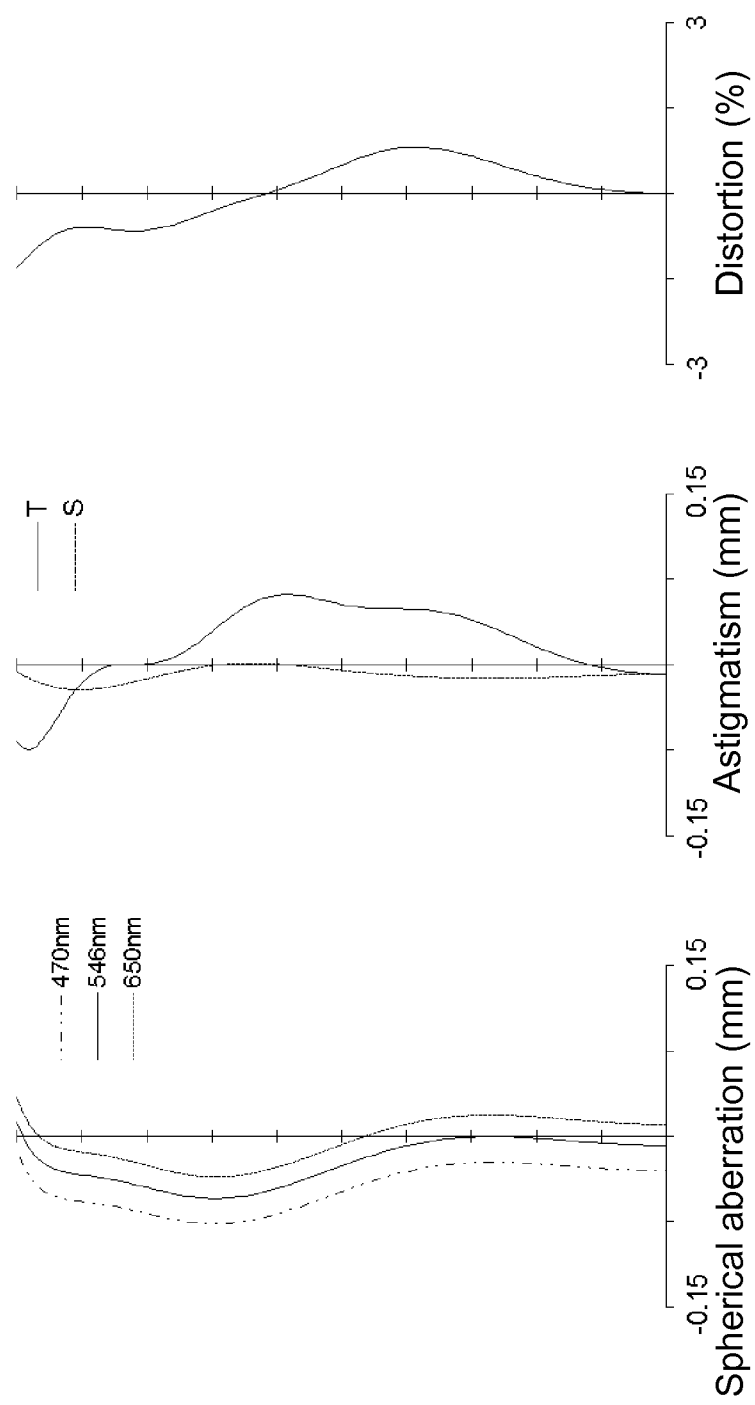 470nm
546nm
650nm
-0.15
0.15
Spherical aberration (mm)
T
S
-0.15
0.15
Astigmatism (mm)
-3
3
Distortion (%)